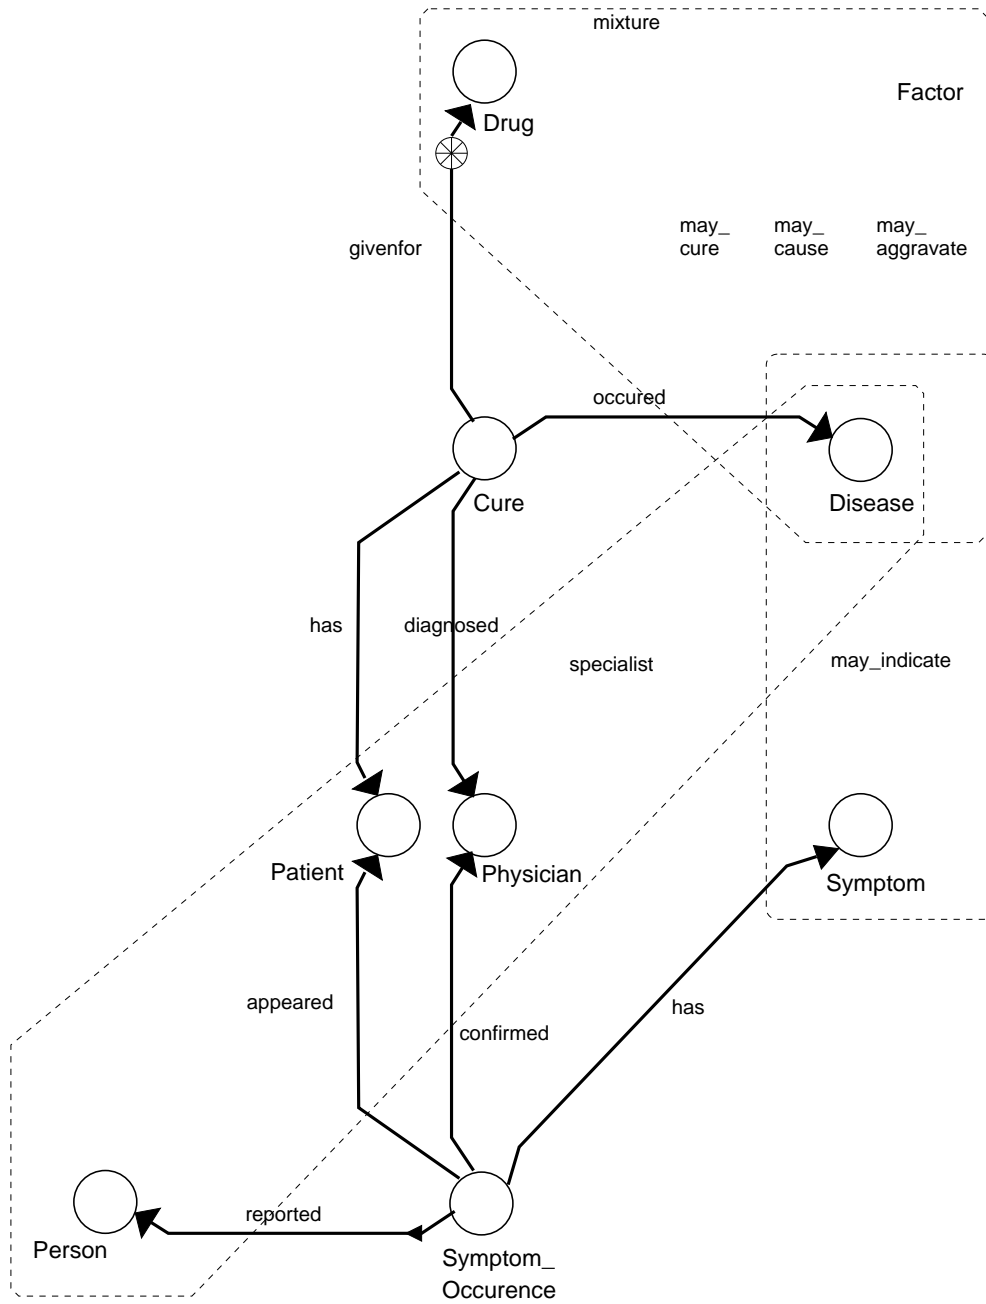 mixture
Factor
Drug
may_
cure
may_
cause
may_
aggravate
givenfor
occured
Cure
Disease
has
diagnosed
specialist
may_indicate
Patient
Physician
Symptom
appeared
confirmed
has
reported
Person
Symptom_
Occurence